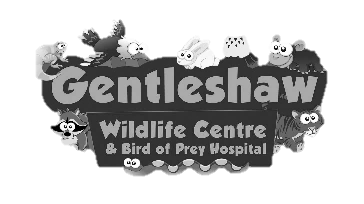 Gentleshaw
Wildlife Centre
& Bird of Prey Hospital